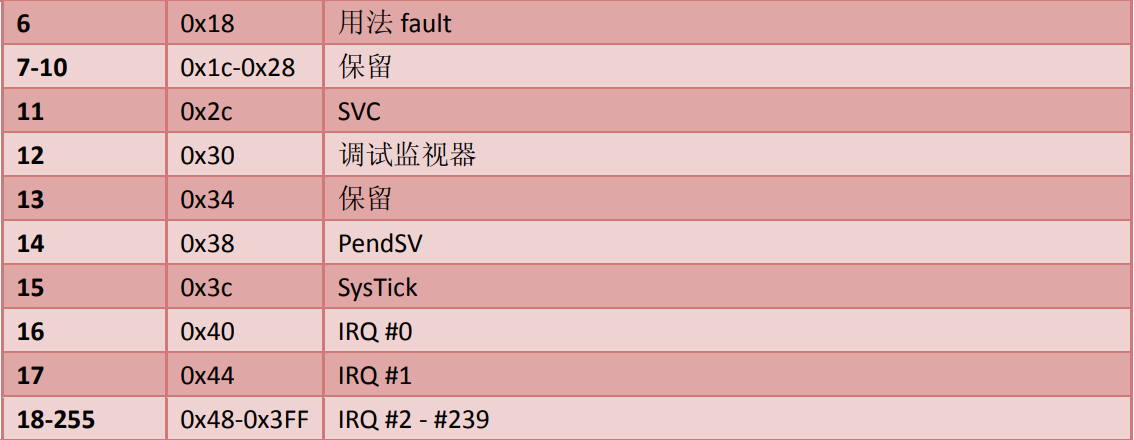 6 0x18 用法 fault
7-10 0x1c-0x28 保留
11 0x2c SVC
12 0x30 调试监视器
13 0x34 保留
14 0x38 PendSV
15 0x3c SysTick
16 0x40 IRQ #0
17 0x44 IRQ #1
18-255 0x48-0x3FF IRQ #2 - #239